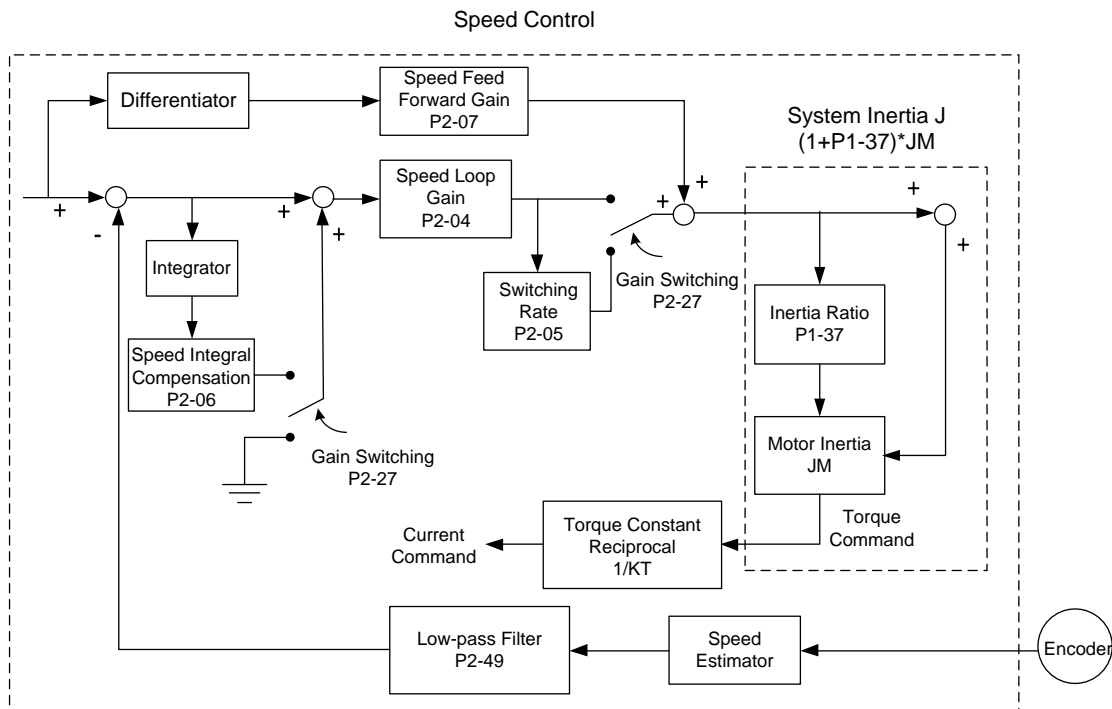 Speed Control
Differentiator
Speed Feed
Forward Gain
P2-07
System Inertia J
(1+P1-37)*JM
+
-
+
+
Speed Loop
Gain
P2-04
+
+
+
+
Integrator
Switching
Rate
P2-05
Gain Switching
P2-27
Inertia Ratio
P1-37
Speed Integral
Compensation
P2-06
Gain Switching
P2-27
Motor Inertia
JM
Current
Command
Torque Constant
Reciprocal
1/KT
Torque
Command
Low-pass Filter
P2-49
Speed
Estimator
Encoder